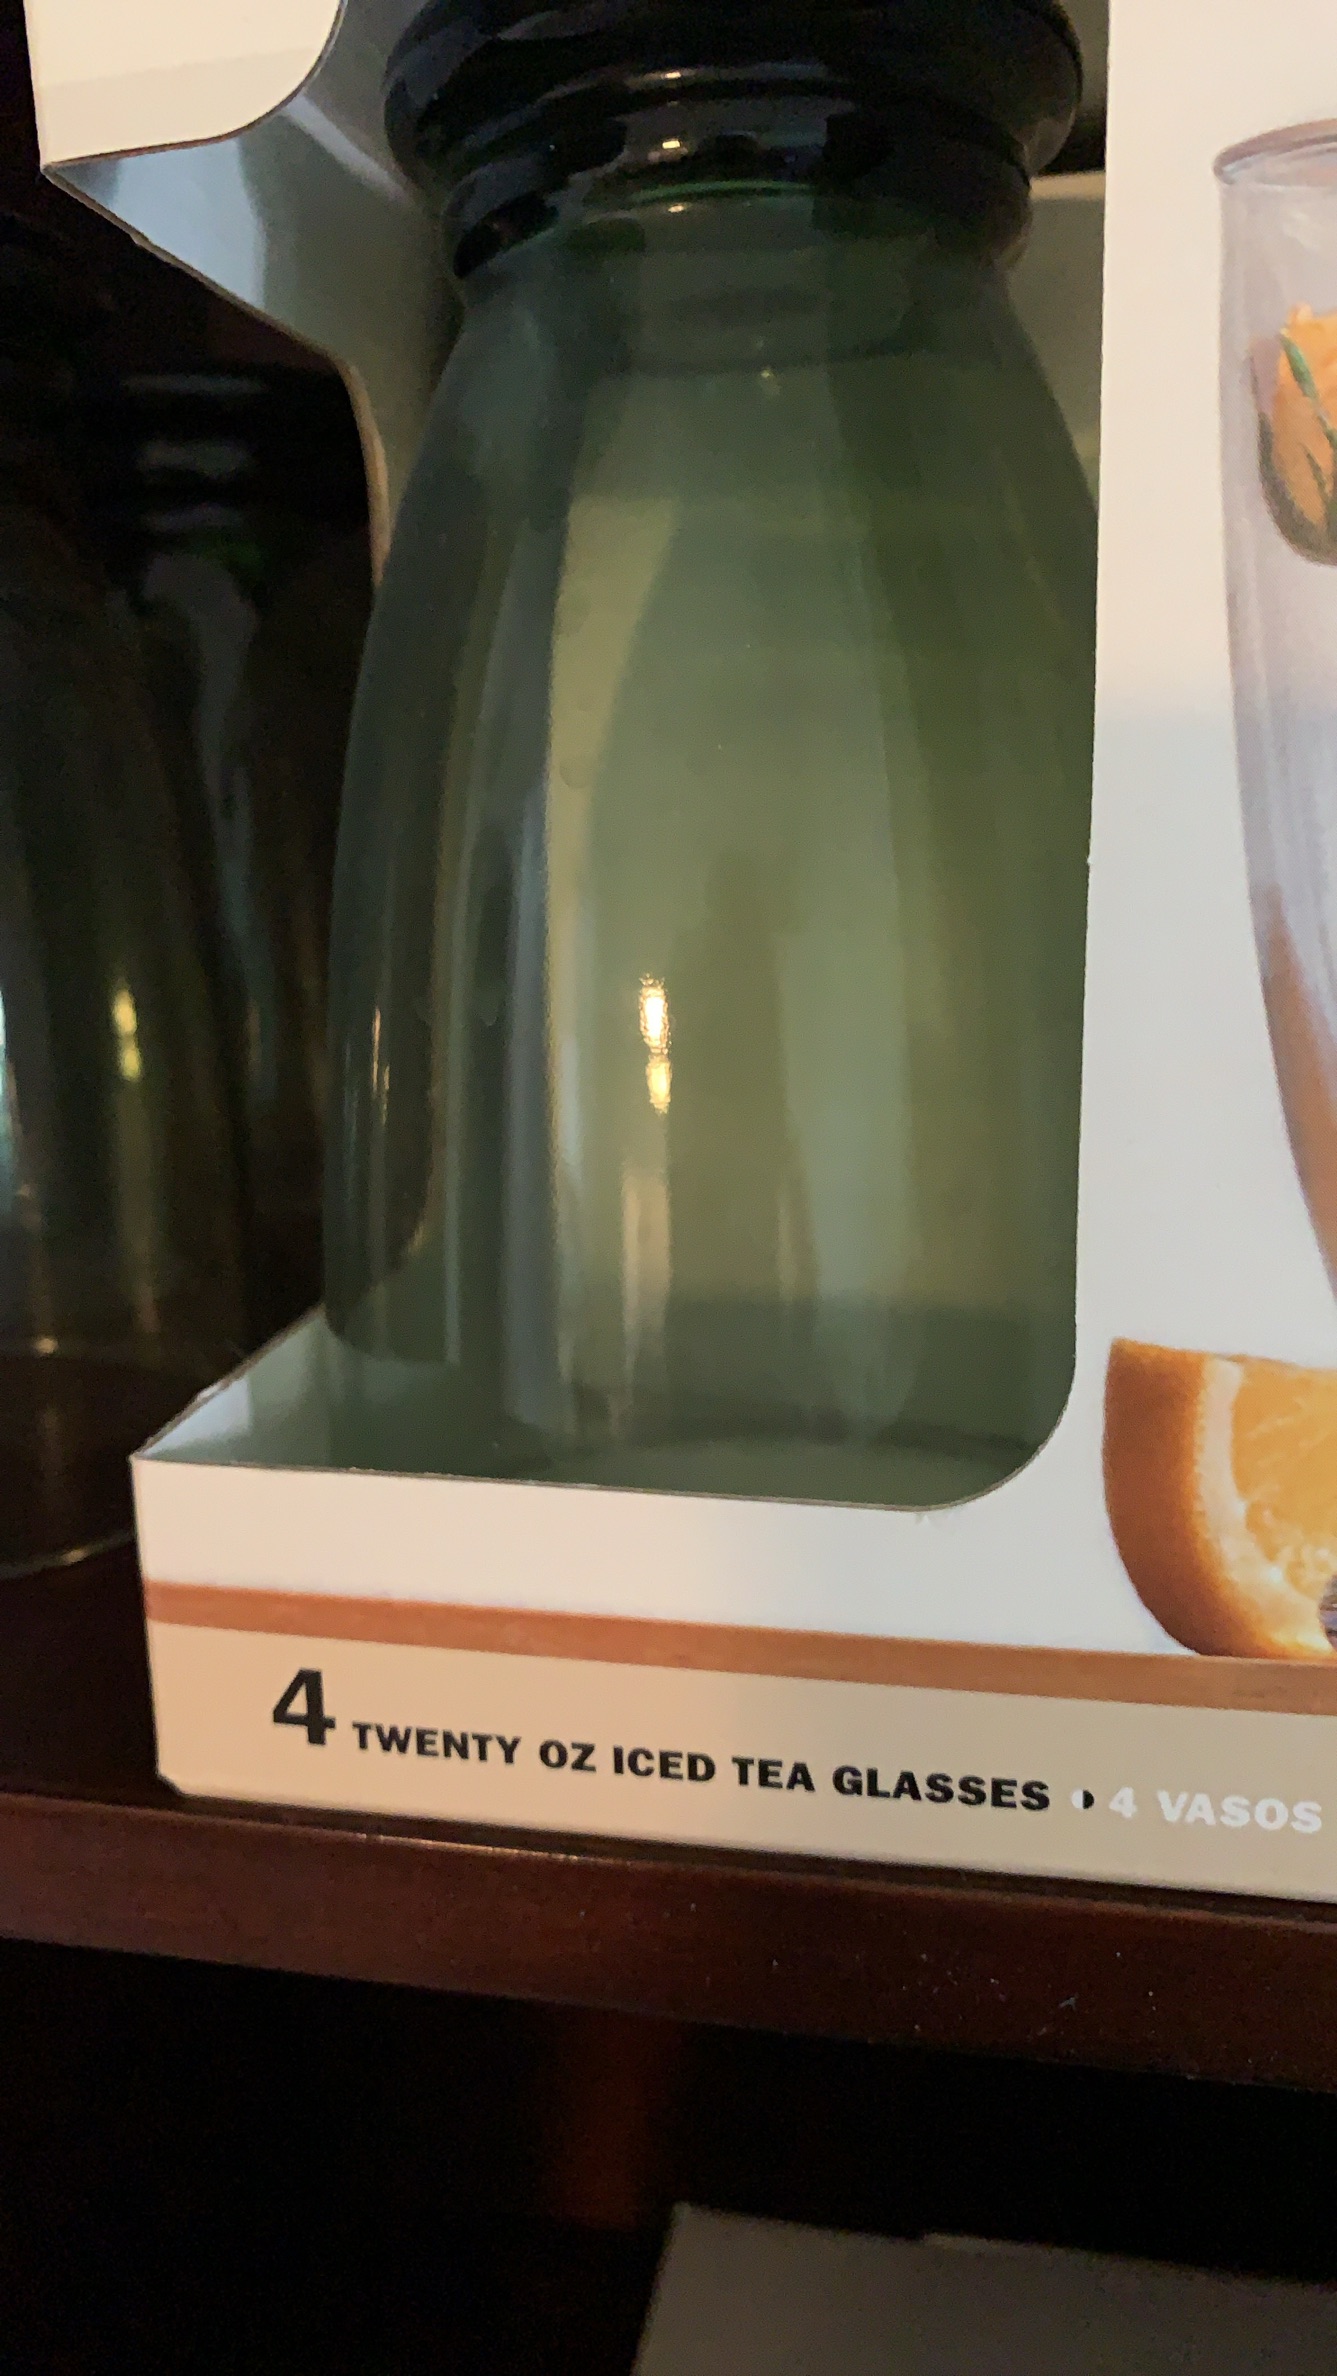 4 TWENTY OZ ICED TEA GLASSES • 4 VASOS